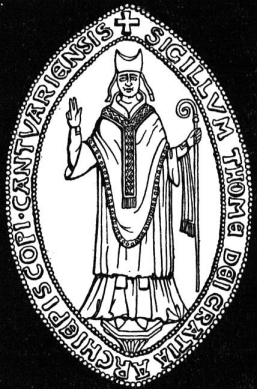 ✠ SIGILLVM THOME DEI GRATIA ARCHIEPISCOPI · CANTVARIENSIS